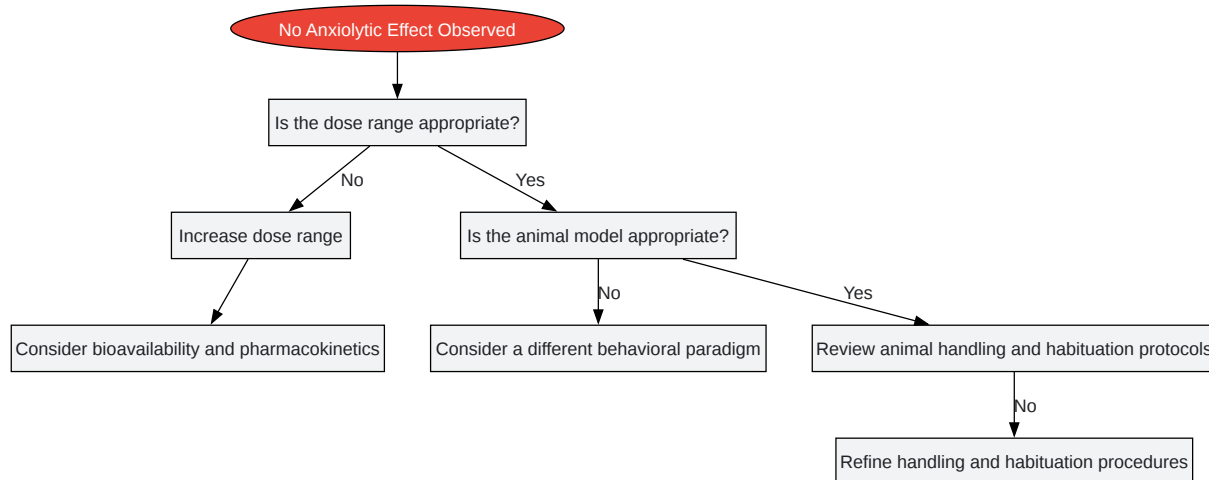 No Anxiolytic Effect Observed
Is the dose range appropriate?
No
Yes
Increase dose range
Is the animal model appropriate?
No
Yes
Consider bioavailability and pharmacokinetics
Consider a different behavioral paradigm
Review animal handling and habituation protocols
No
Refine handling and habituation procedures